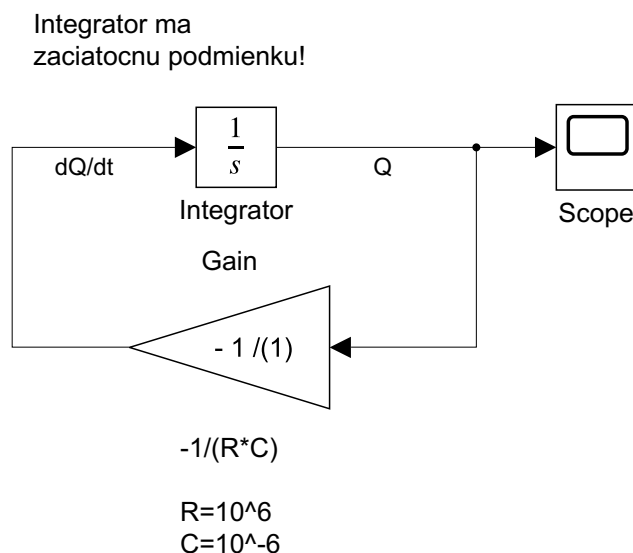 Integrator ma
zaciatocnu podmienku!
1
s
dQ/dt
Q
Integrator
Scope
Gain
- 1 /(1)
-1/(R*C)
R=10^6
C=10^-6